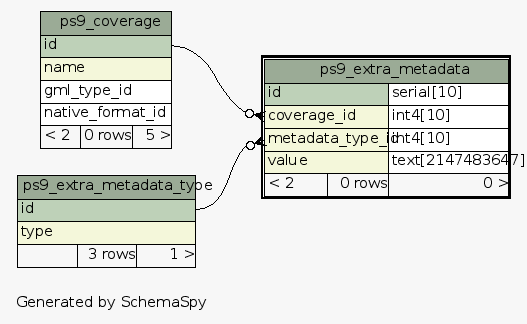 ps9_coverage
id
name
gml_type_id
native_format_id
< 2 0 rows 5 >
ps9_extra_metadata
id serial[10]
coverage_id int4[10]
metadata_type_id int4[10]
value text[2147483647]
< 2 0 rows 0 >
ps9_extra_metadata_type
id
type
3 rows 1 >
Generated by SchemaSpy